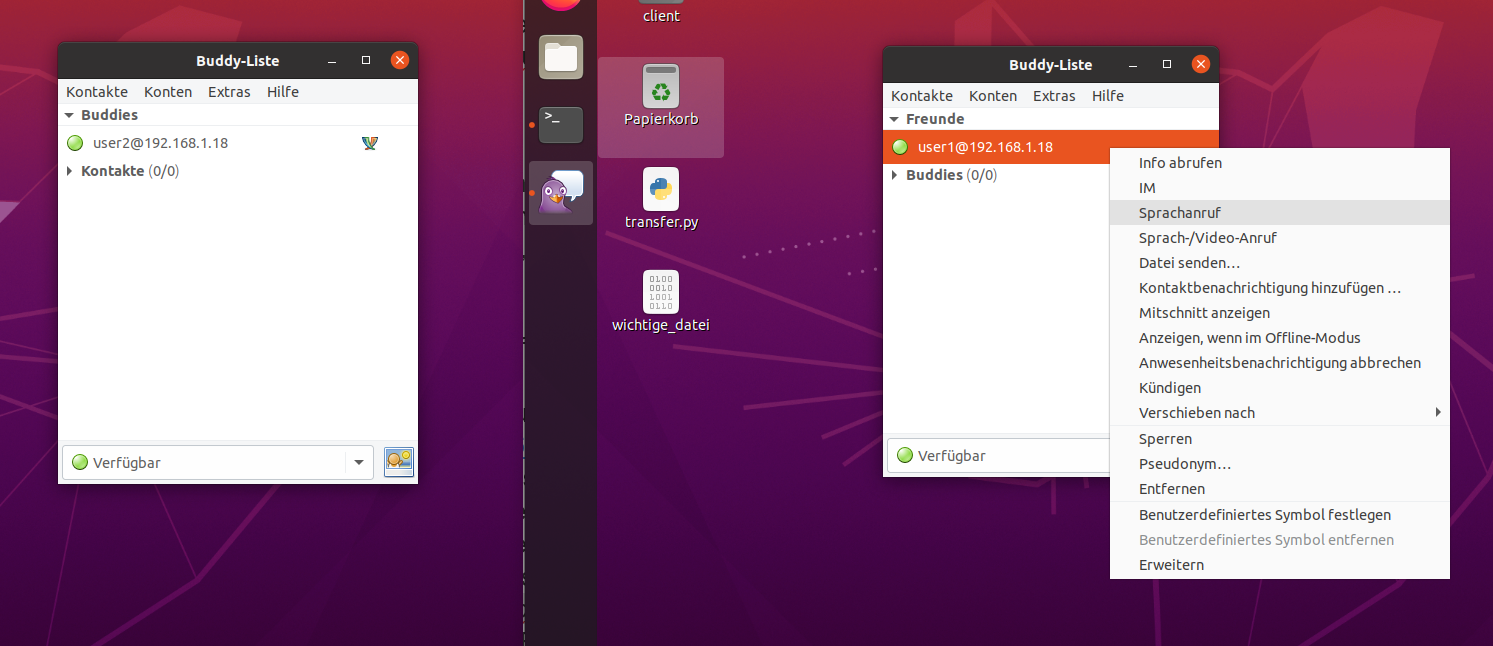 Buddy-Liste
Kontakte Konten Extras Hilfe
Buddies
user2@192.168.1.18
Kontakte (0/0)
Verfügbar
client
>_
Papierkorb
transfer.py
0100
0010
1001
0110
wichtige_datei
Buddy-Liste
Kontakte Konten Extras Hilfe
Freunde
user1@192.168.1.18
Buddies (0/0)
Verfügbar
Info abrufen
IM
Sprachanruf
Sprach-/Video-Anruf
Datei senden…
Kontaktbenachrichtigung hinzufügen …
Mitschnitt anzeigen
Anzeigen, wenn im Offline-Modus
Anwesenheitsbenachrichtigung abbrechen
Kündigen
Verschieben nach
Sperren
Pseudonym…
Entfernen
Benutzerdefiniertes Symbol festlegen
Benutzerdefiniertes Symbol entfernen
Erweitern